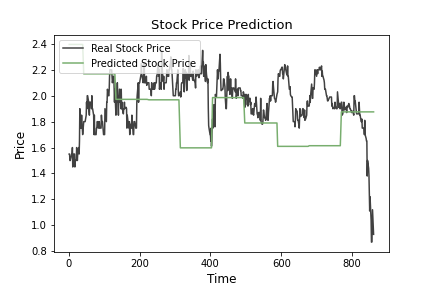 Stock Price Prediction
Real Stock Price
Predicted Stock Price
Price
2.4
2.2
2.0
1.8
1.6
1.4
1.2
1.0
0.8
0 200 400 600 800
Time